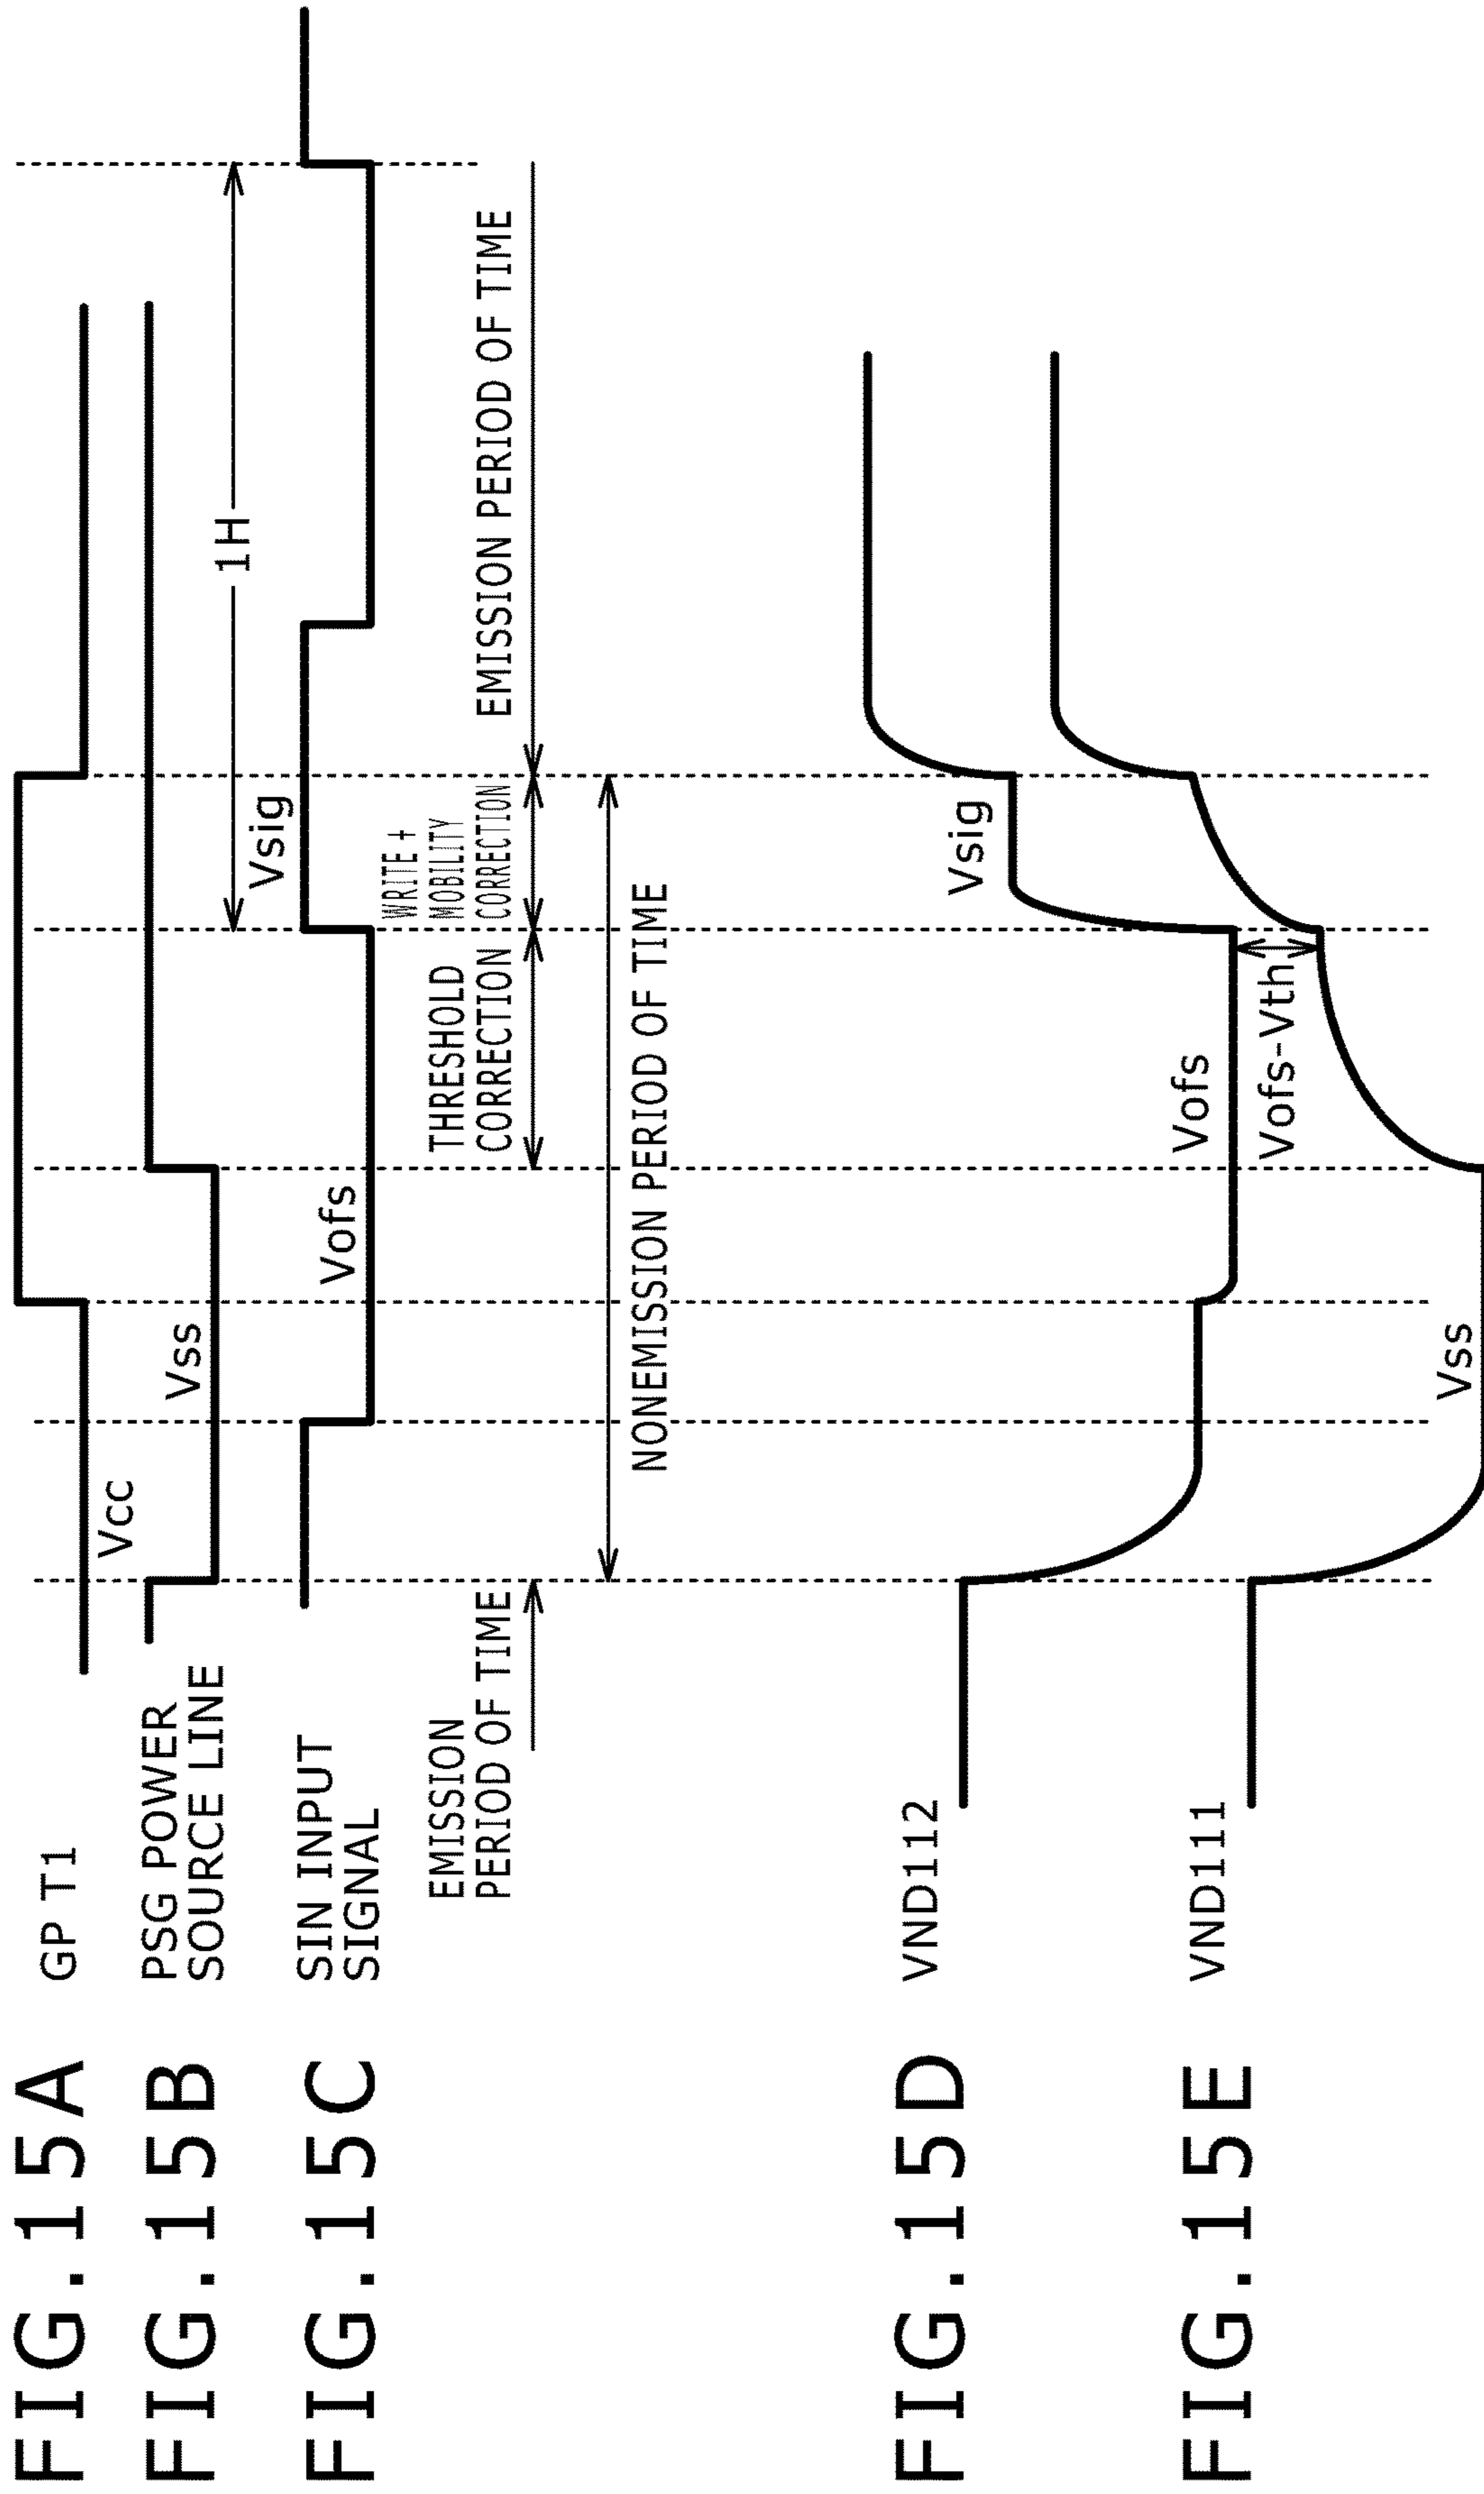 FIG.15A
GP T1
FIG.15B
PSG POWER
SOURCE LINE
Vcc
Vss
1H
FIG.15C
SIN INPUT
SIGNAL
Vofs
Vsig
EMISSION
PERIOD OF TIME
THRESHOLD
CORRECTION
WRITE +
MOBILITY
CORRECTION
EMISSION PERIOD OF TIME
NONEMISSION PERIOD OF TIME
FIG.15D
VND112
Vofs
Vsig
FIG.15E
VND111
Vss
Vofs-Vth